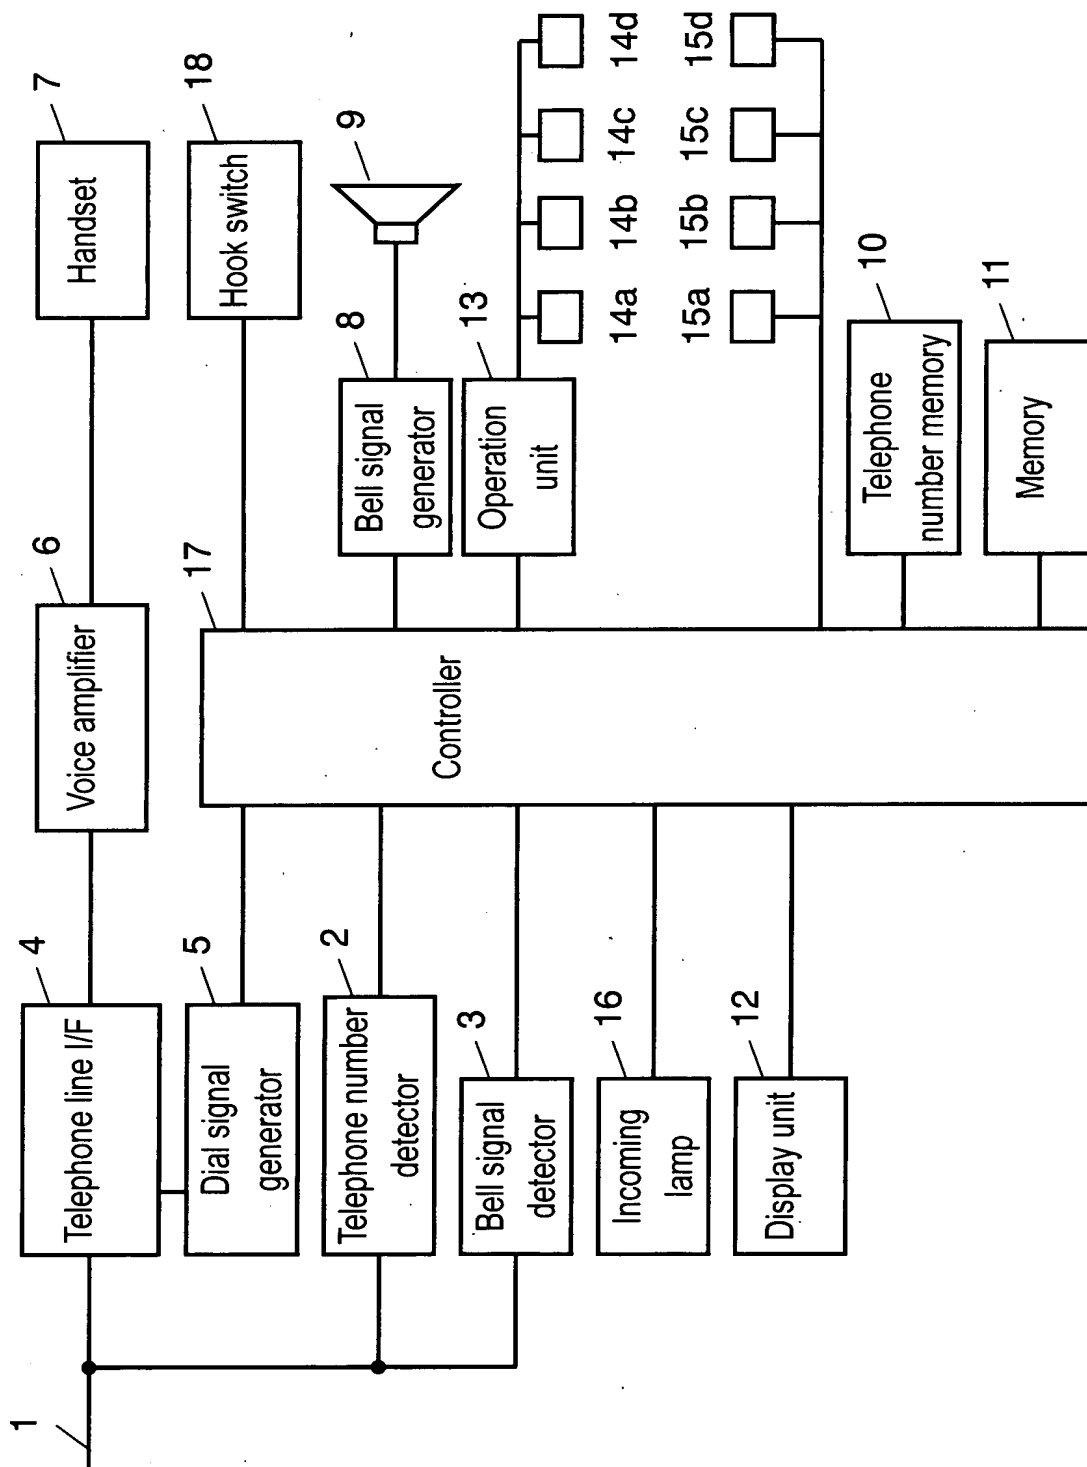 1
4
Telephone line I/F
6
Voice amplifier
7
Handset
5
Dial signal
generator
17
Controller
18
Hook switch
2
Telephone number
detector
8
Bell signal
generator
9
3
Bell signal
detector
13
Operation
unit
14a
14b
14c
14d
16
Incoming
lamp
15a
15b
15c
15d
12
Display unit
10
Telephone
number memory
11
Memory